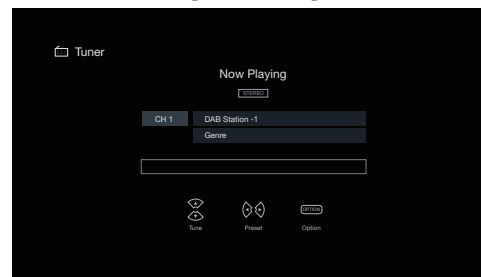 Tuner
Now Playing
STEREO
CH 1
DAB Station -1
Genre
OPTION
Tune
Preset
Option